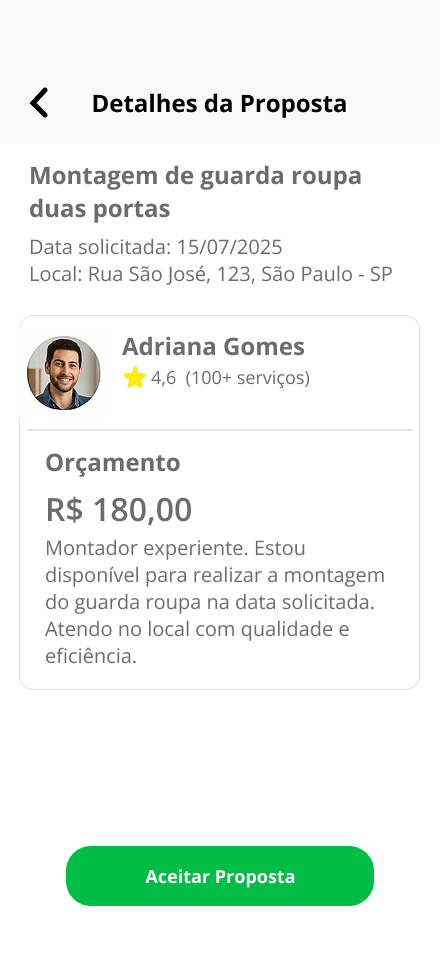 Detalhes da Proposta
Montagem de guarda roupa
duas portas
Data solicitada: 15/07/2025
Local: Rua São José, 123, São Paulo - SP
Adriana Gomes
4,6 (100+ serviços)
Orçamento
R$ 180,00
Montador experiente. Estou
disponível para realizar a montagem
do guarda roupa na data solicitada.
Atendo no local com qualidade e
eficiência.
Aceitar Proposta